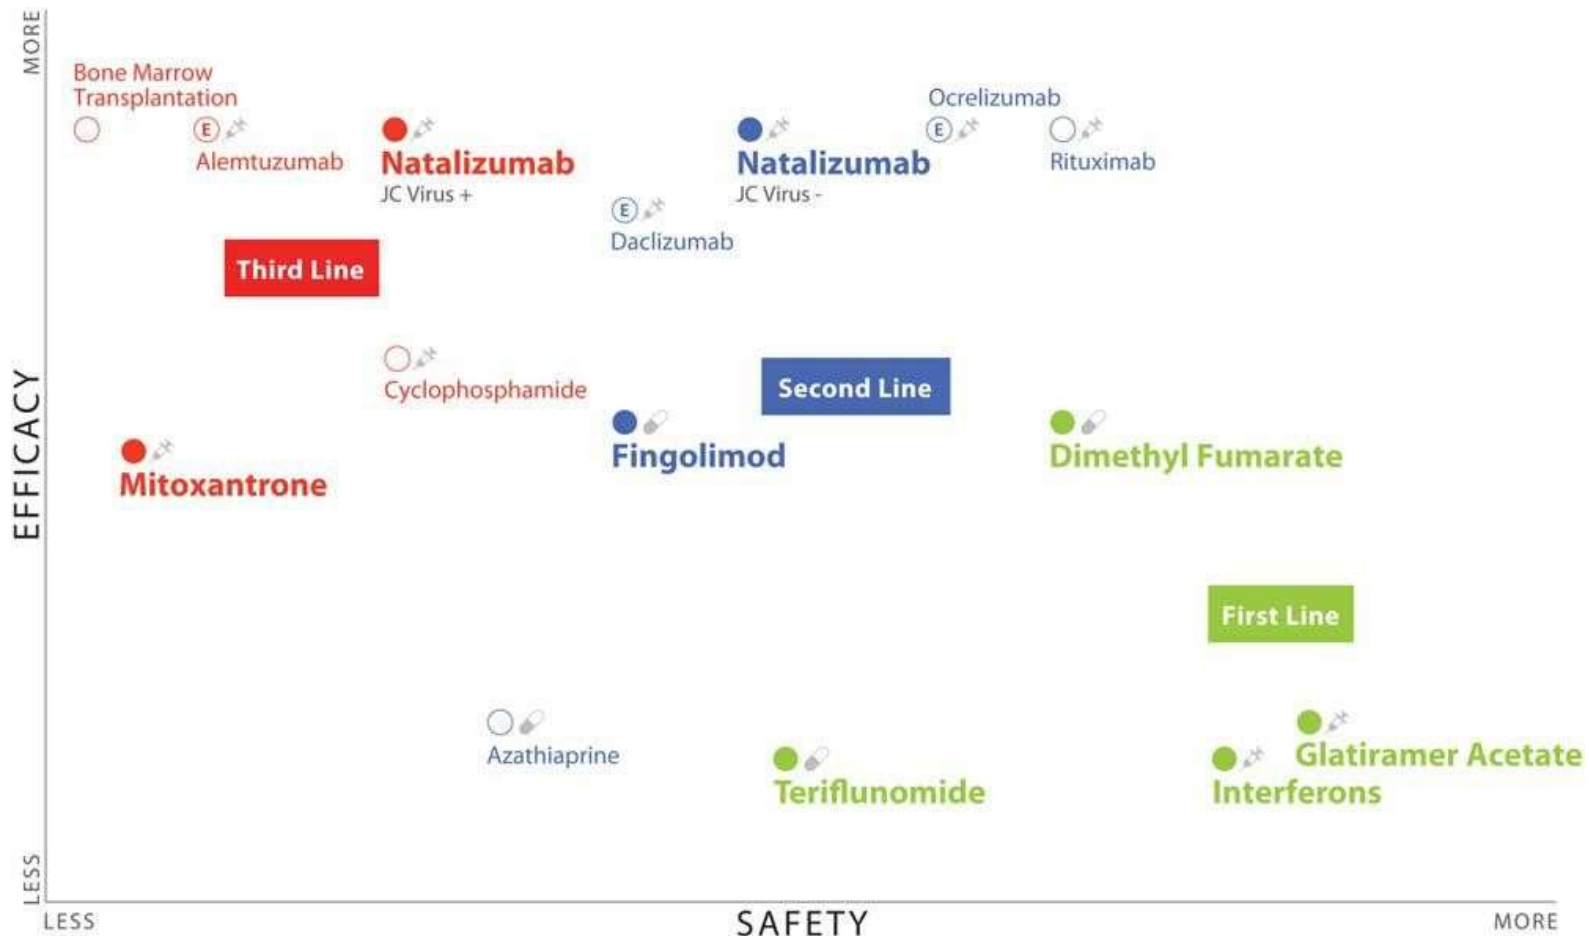 MORE
Bone Marrow
Transplantation
E
Alemtuzumab
Natalizumab
JC Virus +
Natalizumab
JC Virus -
Ocrelizumab
E
Rituximab
E
Daclizumab
Third Line
Cyclophosphamide
Second Line
EFFICACY
Mitoxantrone
Fingolimod
Dimethyl Fumarate
First Line
Azathiaprine
Teriflunomide
Glatiramer Acetate
Interferons
LESS
LESS
SAFETY
MORE